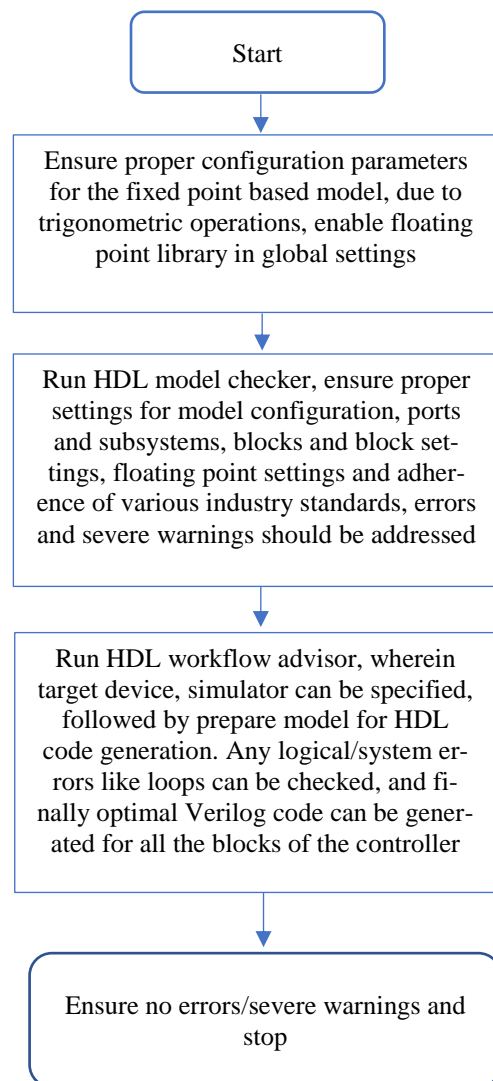 Start
Ensure proper configuration parameters
for the fixed point based model, due to
trigonometric operations, enable floating
point library in global settings
Run HDL model checker, ensure proper
settings for model configuration, ports
and subsystems, blocks and block set-
tings, floating point settings and adher-
ence of various industry standards, errors
and severe warnings should be addressed
Run HDL workflow advisor, wherein
target device, simulator can be specified,
followed by prepare model for HDL
code generation. Any logical/system er-
rors like loops can be checked, and fi-
nally optimal Verilog code can be gener-
ated for all the blocks of the controller
Ensure no errors/severe warnings and
stop